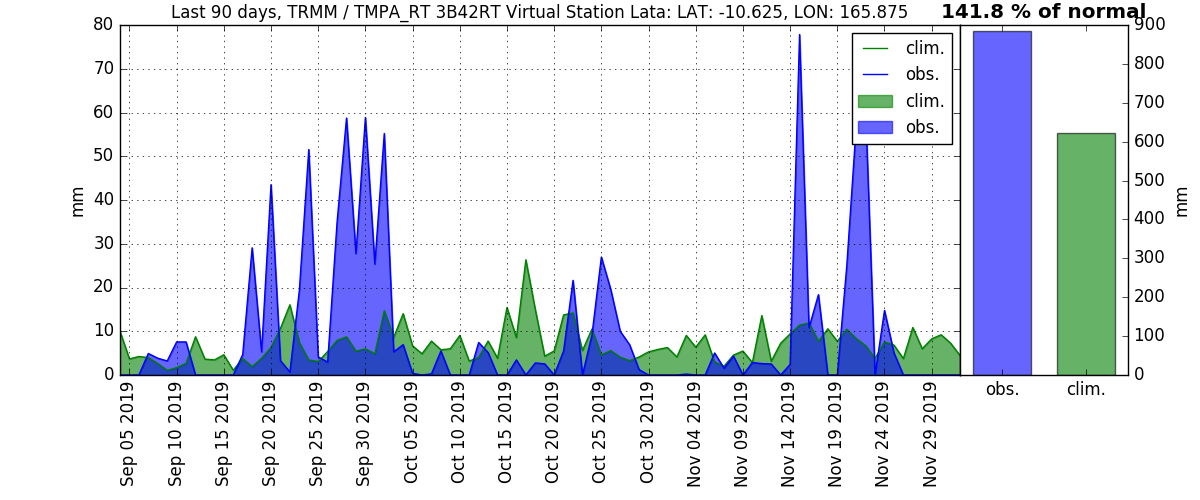 Last 90 days, TRMM / TMPA_RT 3B42RT Virtual Station Lata: LAT: -10.625, LON: 165.875
141.8 % of normal
80
70
60
50
40
30
20
10
0
mm
clim.
obs.
clim.
obs.
900
800
700
600
500
400
300
200
100
0
mm
obs.
clim.
Sep 05 2019
Sep 10 2019
Sep 15 2019
Sep 20 2019
Sep 25 2019
Sep 30 2019
Oct 05 2019
Oct 10 2019
Oct 15 2019
Oct 20 2019
Oct 25 2019
Oct 30 2019
Nov 04 2019
Nov 09 2019
Nov 14 2019
Nov 19 2019
Nov 24 2019
Nov 29 2019